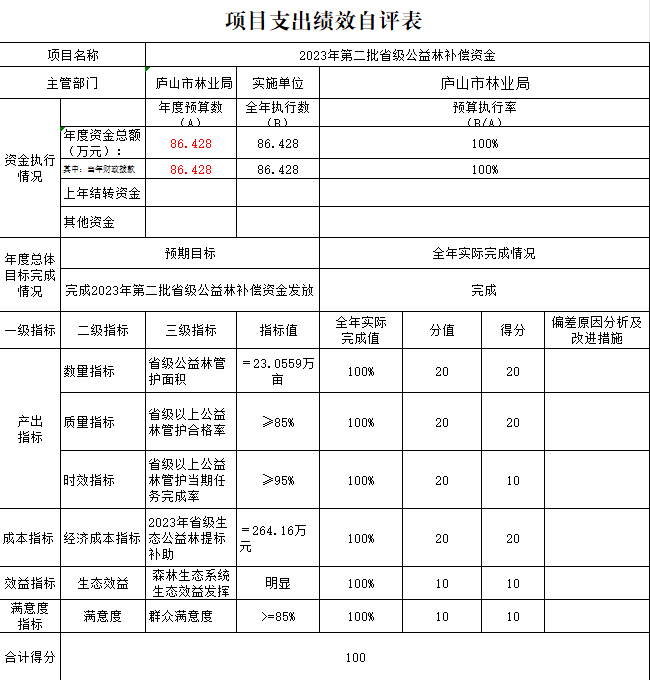 项目支出绩效自评表
项目名称 2023年第二批省级公益林补偿资金
主管部门 庐山市林业局 实施单位 庐山市林业局
资金执行
情况
年度预算数
（A） 全年执行数
（B） 预算执行率
（B(A）
年度资金总额
（万元）： 86.428 86.428 100%
其中：当年财政拨款 86.428 86.428 100%
上年结转资金
其他资金
年度总体
目标完成
情况
预期目标 全年实际完成情况
完成2023年第二批省级公益林补偿资金发放 完成
一级指标 二级指标 三级指标 指标值 全年实际
完成值 分值 得分 偏差原因分析及
改进措施
产出
指标
数量指标 省级公益林管
护面积 ＝23.0559万
亩 100% 20 20
质量指标 省级以上公益
林管护合格率 ≥85% 100% 20 20
时效指标 省级以上公益
林管护当期任
务完成率 ≥95% 100% 20 10
成本指标 经济成本指标 2023年省级生
态公益林提标
补助 ＝264.16万
元 100% 20 20
效益指标 生态效益 森林生态系统
生态效益发挥 明显 100% 10 10
满意度
指标 满意度 群众满意度 >=85% 100% 10 10
合计得分 100